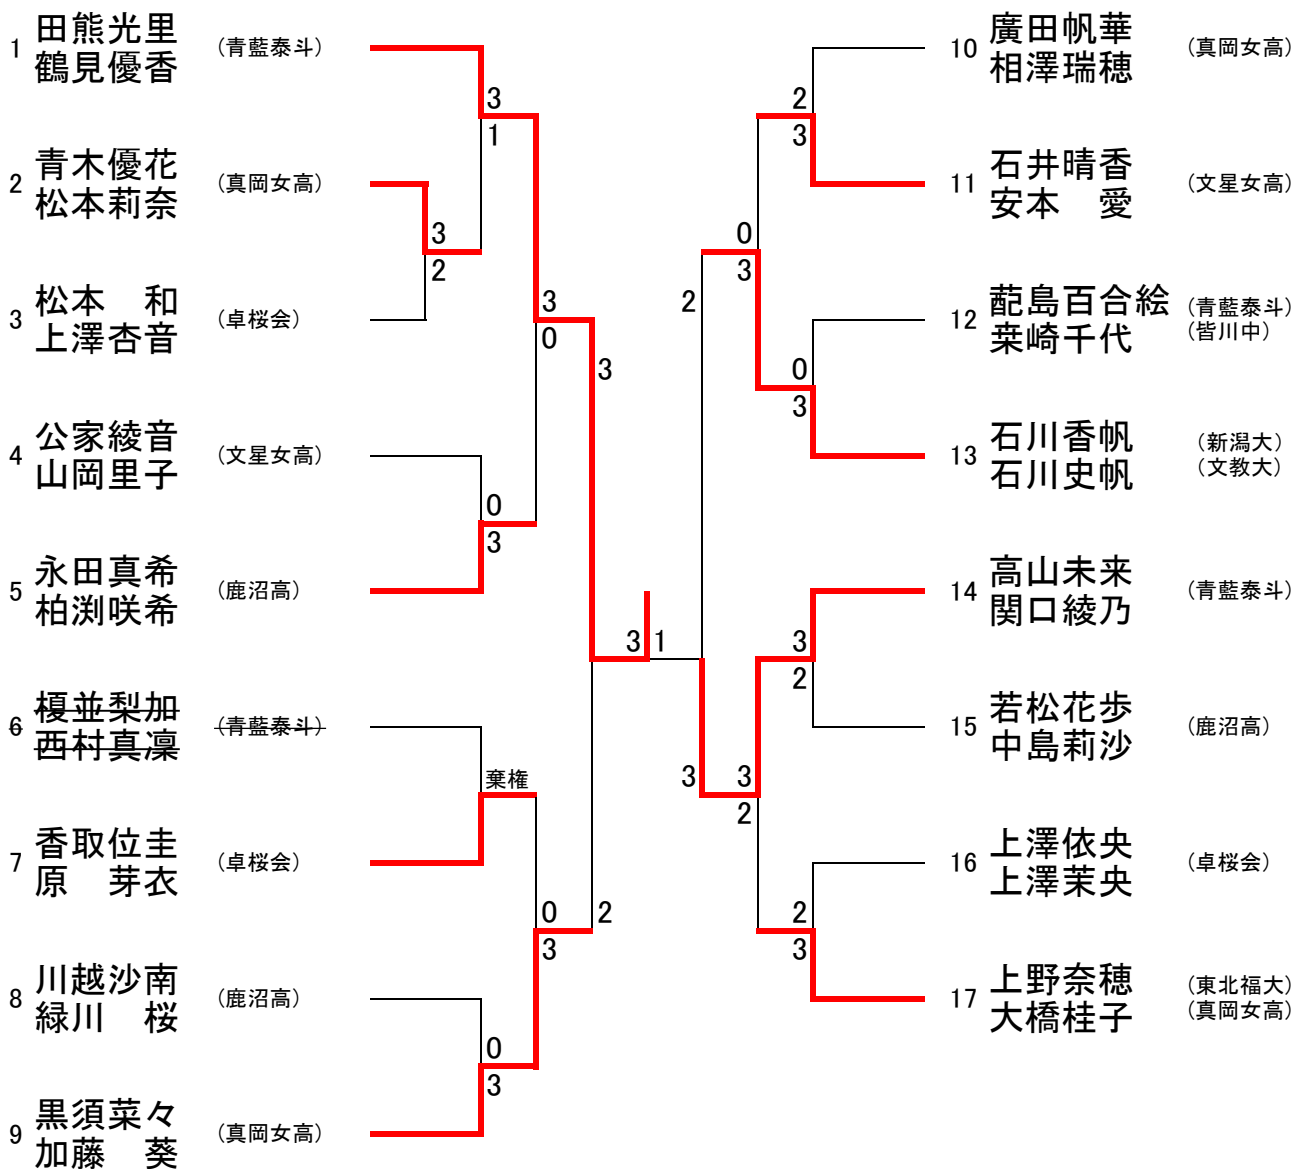 1 田熊光里 (青藍泰斗)
鶴見優香
2 青木優花 (真岡女高)
松本莉奈
3 松本　和 (卓桜会)
上澤杏音
4 公家綾音 (文星女高)
山岡里子
5 永田真希 (鹿沼高)
柏渕咲希
6 榎並梨加 (青藍泰斗)
西村真凜
7 香取位圭 (卓桜会)
原　芽衣
8 川越沙南 (鹿沼高)
緑川　桜
9 黒須菜々 (真岡女高)
加藤　葵
3
1
3
2
3
0
3
0
3
棄権
0
3
2
0
3
3 1
2
3
0
3
2
0
3
3
2
3 3
2
2
3
10 廣田帆華 (真岡女高)
相澤瑞穂
11 石井晴香 (文星女高)
安本　愛
12 蓜島百合絵 (青藍泰斗)
桒崎千代 (皆川中)
13 石川香帆 (新潟大)
石川史帆 (文教大)
14 高山未来 (青藍泰斗)
関口綾乃
15 若松花歩 (鹿沼高)
中島莉沙
16 上澤依央 (卓桜会)
上澤茉央
17 上野奈穂 (東北福大)
大橋桂子 (真岡女高)